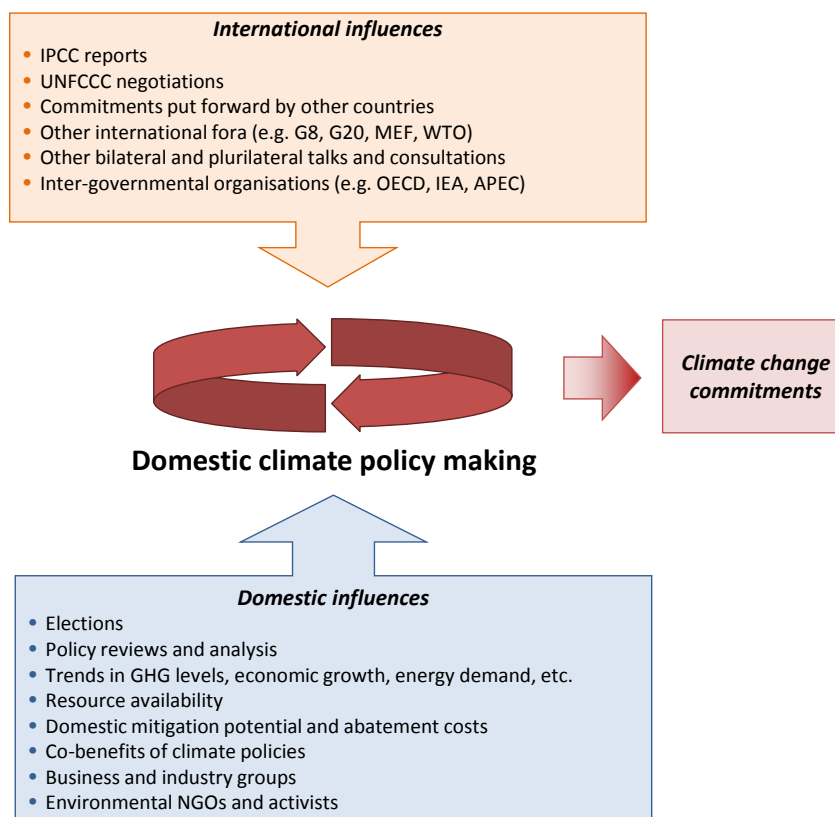 International influences
• IPCC reports
• UNFCCC negotiations
• Commitments put forward by other countries
• Other international fora (e.g. G8, G20, MEF, WTO)
• Other bilateral and plurilateral talks and consultations
• Inter-governmental organisations (e.g. OECD, IEA, APEC)
Climate change
commitments
Domestic climate policy making
Domestic influences
• Elections
• Policy reviews and analysis
• Trends in GHG levels, economic growth, energy demand, etc.
• Resource availability
• Domestic mitigation potential and abatement costs
• Co-benefits of climate policies
• Business and industry groups
• Environmental NGOs and activists